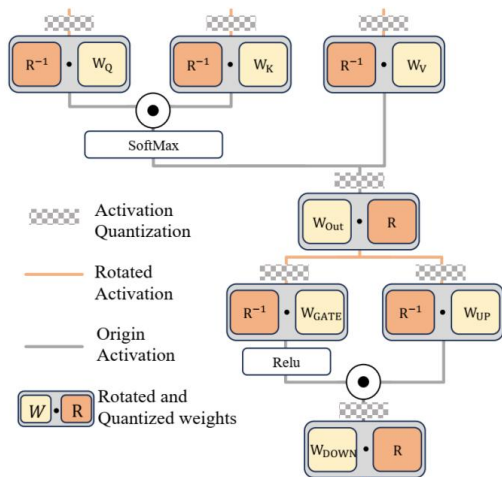 R⁻¹ • W_Q
R⁻¹ • W_K
R⁻¹ • W_V
SoftMax
Activation
Quantization
W_Out • R
Rotated
Activation
R⁻¹ • W_GATE
R⁻¹ • W_UP
Origin
Activation
Relu
W • R
Rotated and
Quantized weights
W_DOWN • R